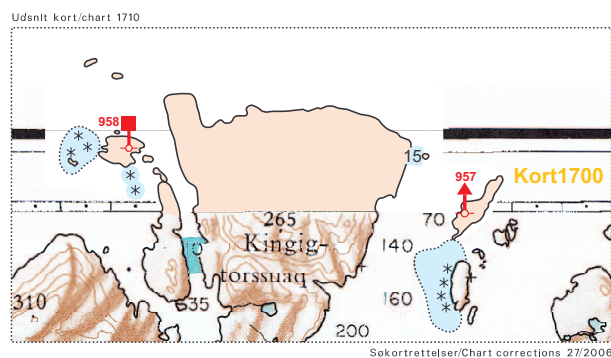 Udsnit kort/chart 1710
958
15
957
Kort1700
265
70
Kingig-
torssuaq
10
140
310
35
160
200
Søkortrettelser/Chart corrections 27/2006